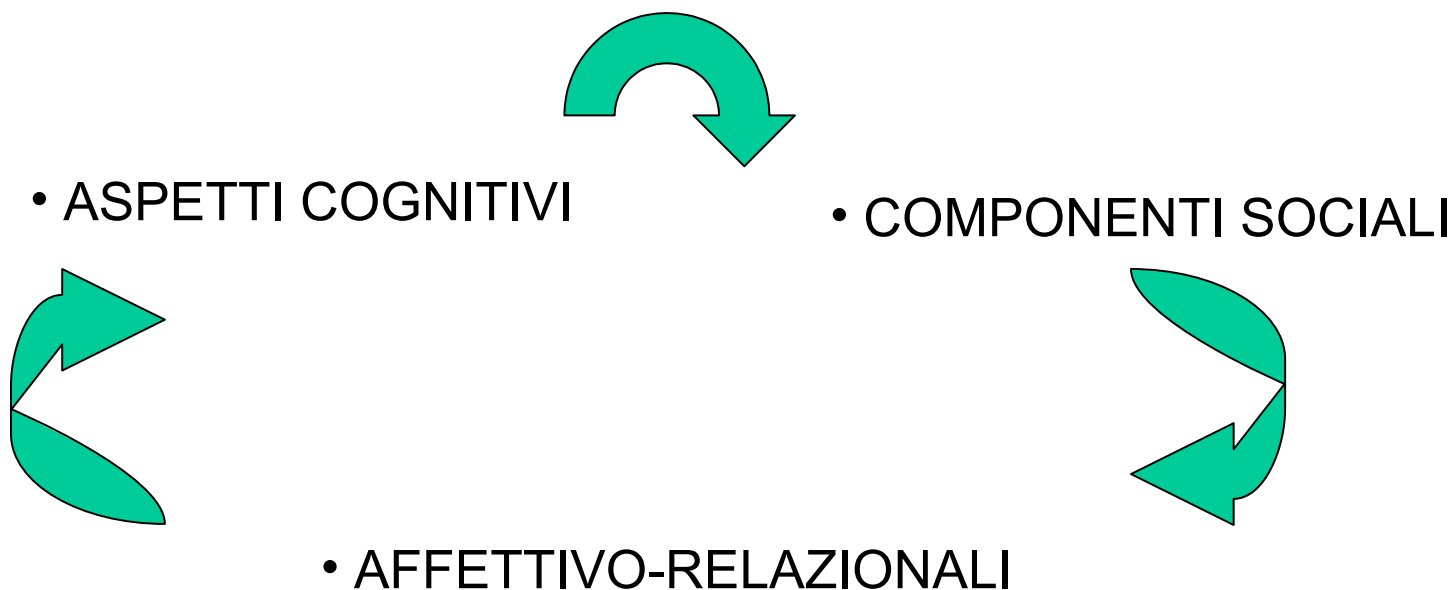 • ASPETTI COGNITIVI
• COMPONENTI SOCIALI
• AFFETTIVO-RELAZIONALI